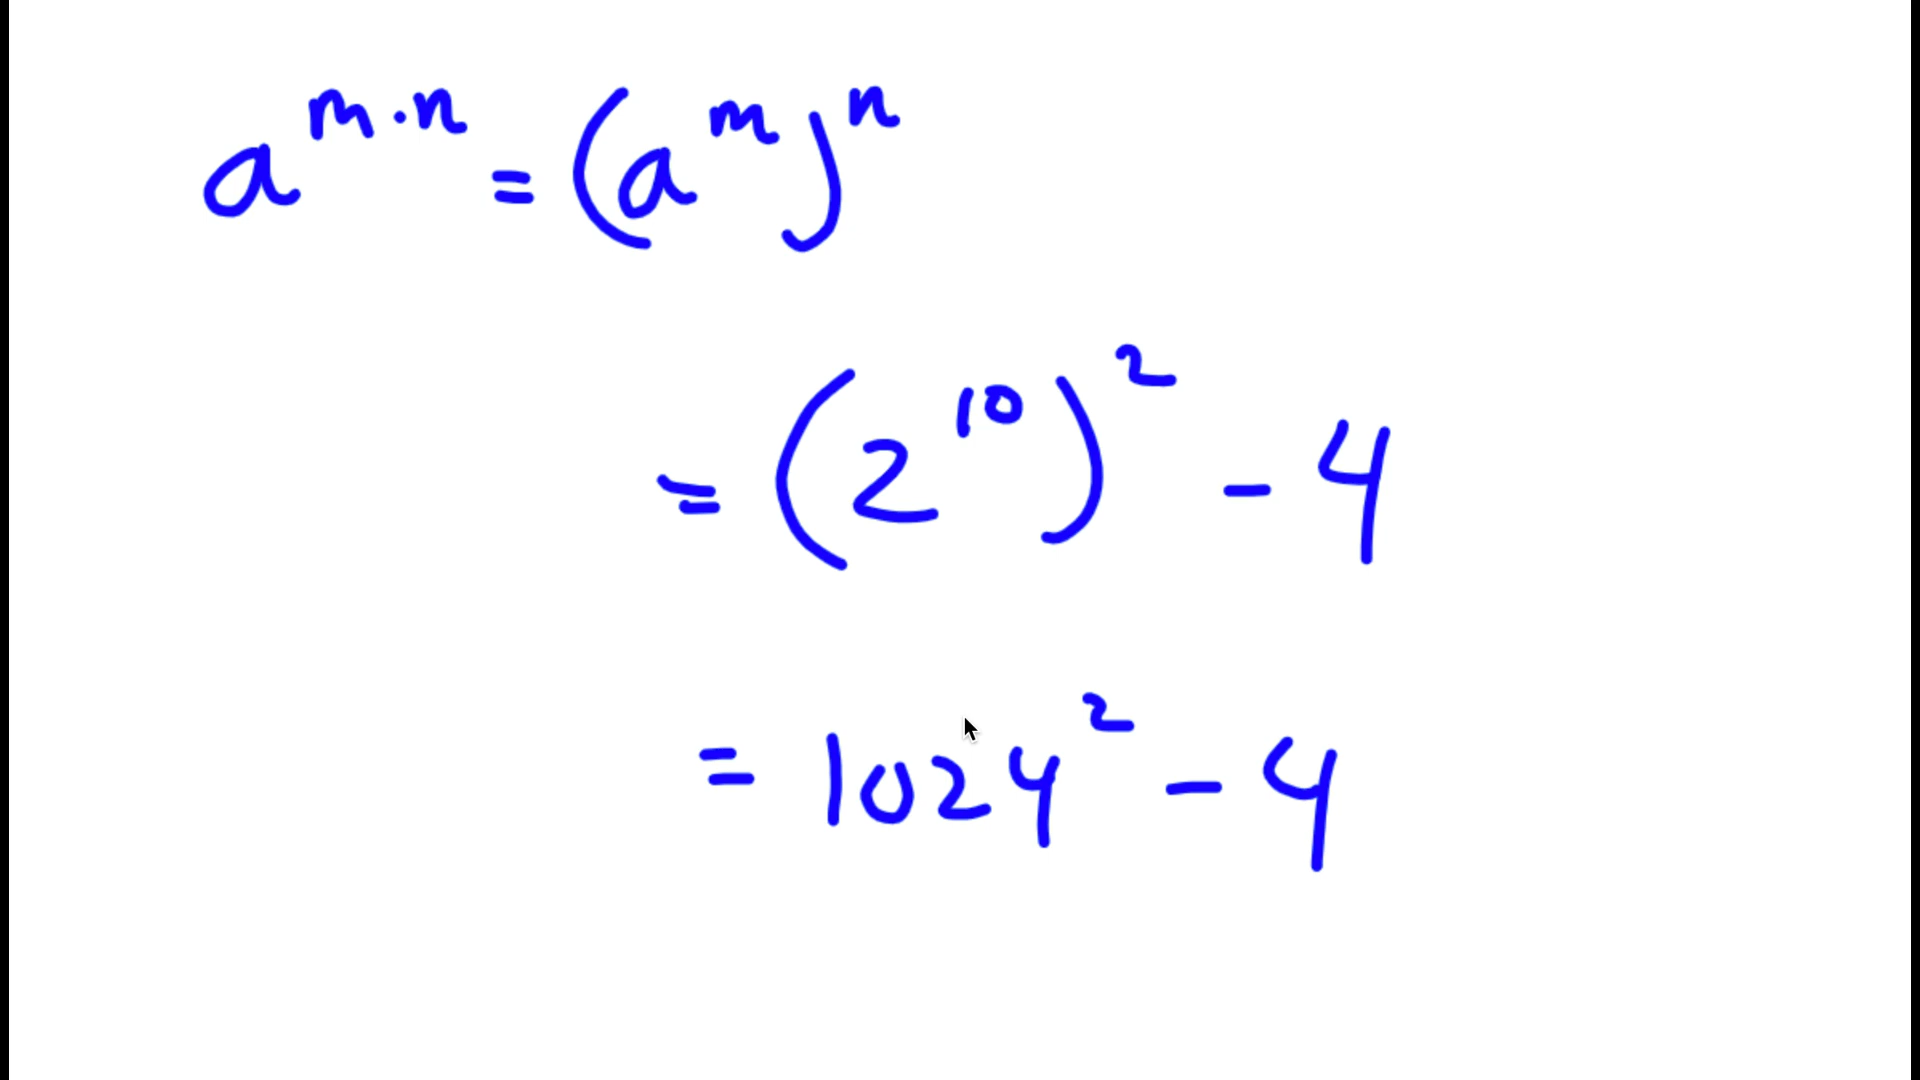 a^{m·n} = (a^m)^n
= (2^{10})^2 - 4
= 1024^2 - 4